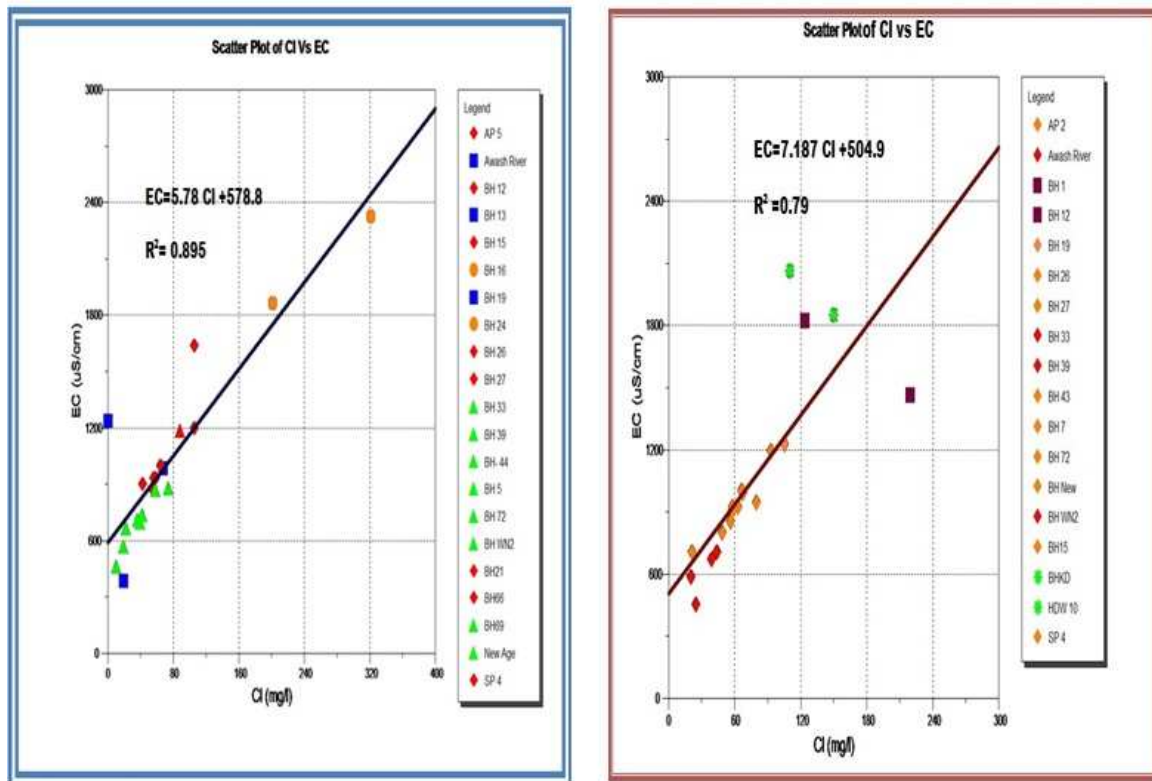 Scatter Plot of Cl Vs EC
3000
2400
1800
1200
600
0
EC (uS/cm)
EC=5.78 Cl +578.8
R²= 0.895
0 80 160 240 320 400
Cl (mg/l)
Legend
AP 5
Awash River
BH 12
BH 13
BH 15
BH 16
BH 19
BH 24
BH 26
BH 27
BH 33
BH 39
BH- 44
BH 5
BH 72
BH WN2
BH21
BH66
BH69
New Age
SP 4
Scatter Plot of Cl vs EC
3000
2400
1800
1200
600
0
EC (uS/cm)
EC=7.187 Cl +504.9
R² =0.79
0 60 120 180 240 300
Cl (mg/l)
Legend
AP 2
Awash River
BH 1
BH 12
BH 19
BH 26
BH 27
BH 33
BH 39
BH 43
BH 7
BH 72
BH New
BH WN2
BH15
BHKD
HDW 10
SP 4